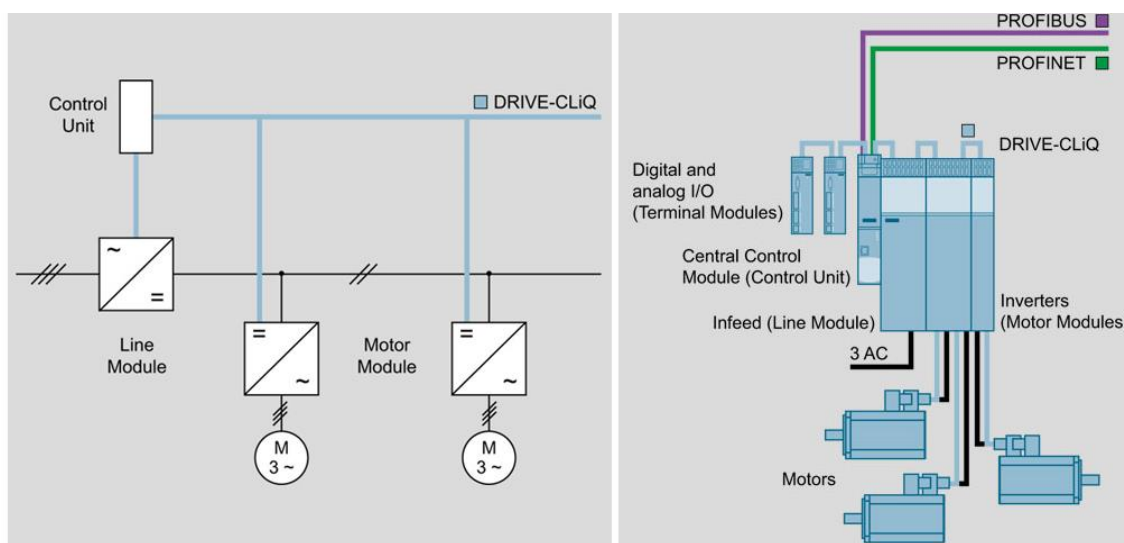 Control
Unit
DRIVE-CLiQ
~
=
Line
Module
=
~
Motor
Module
=
~
M
3 ~
M
3 ~
PROFIBUS
PROFINET
DRIVE-CLiQ
Digital and
analog I/O
(Terminal Modules)
Central Control
Module (Control Unit)
Infeed (Line Module)
Inverters
(Motor Modules
3 AC
Motors